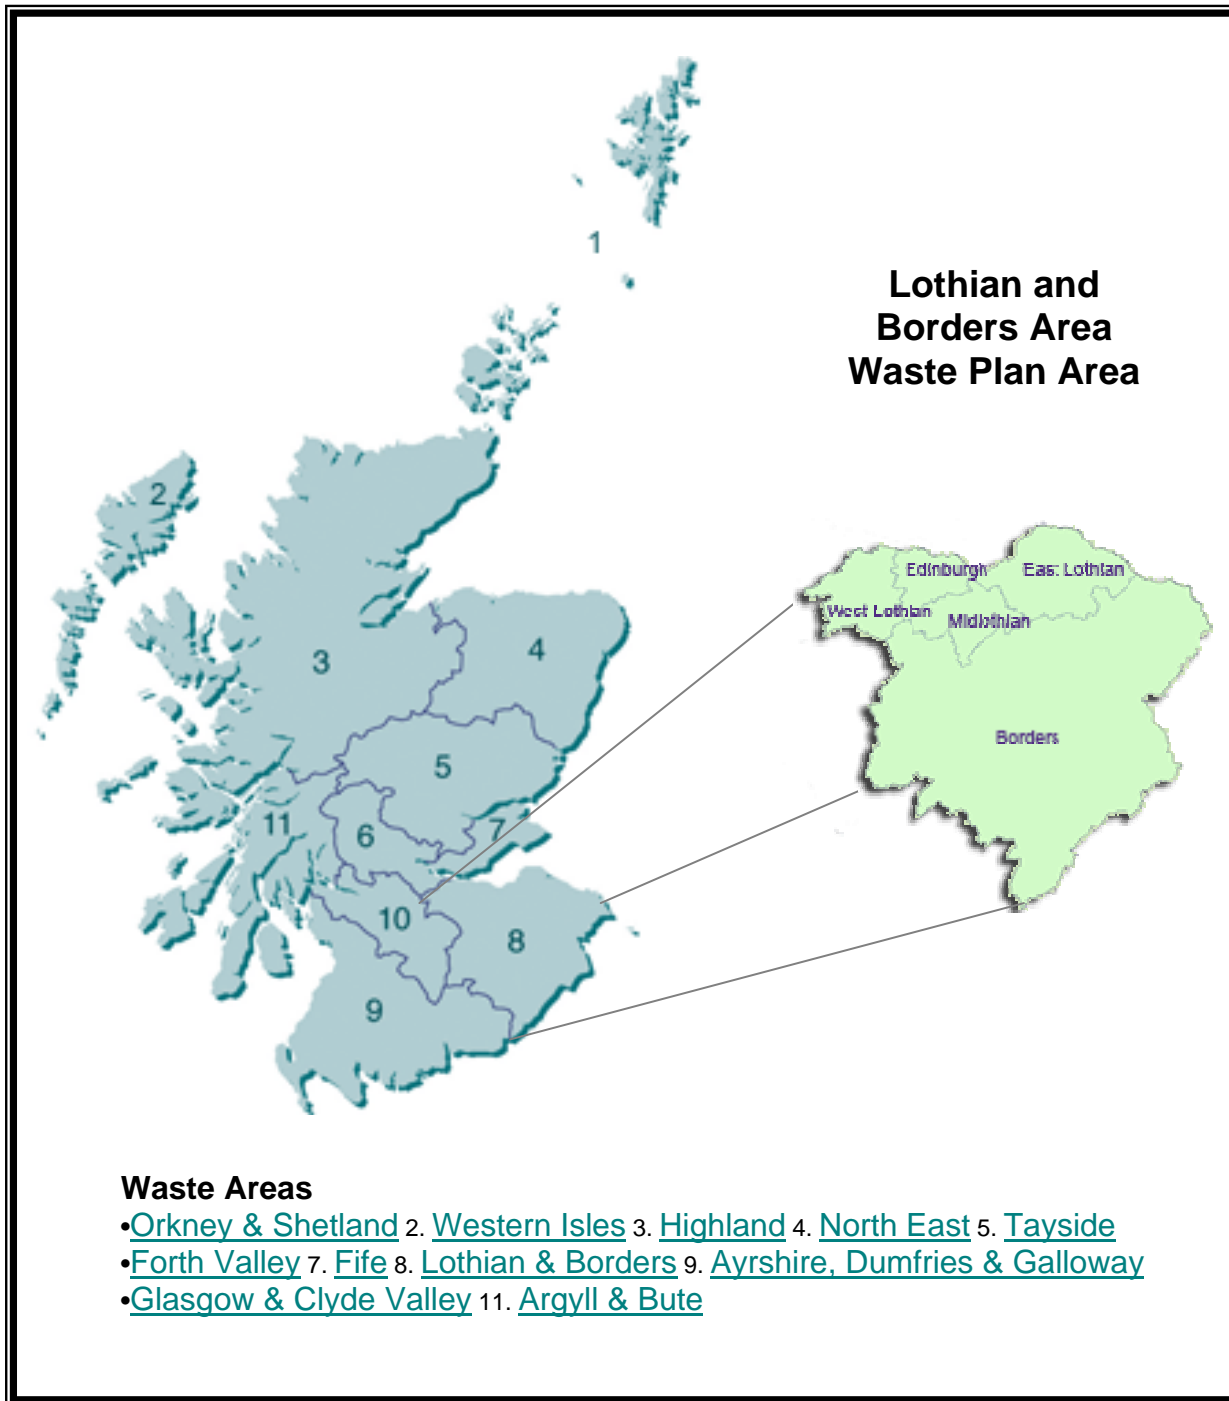 1
Lothian and
Borders Area
Waste Plan Area
2
3
4
5
6
7
8
9
10
11
Edinburgh
East Lothian
West Lothian
Midlothian
Borders
Waste Areas
•Orkney & Shetland 2. Western Isles 3. Highland 4. North East 5. Tayside
•Forth Valley 7. Fife 8. Lothian & Borders 9. Ayrshire, Dumfries & Galloway
•Glasgow & Clyde Valley 11. Argyll & Bute